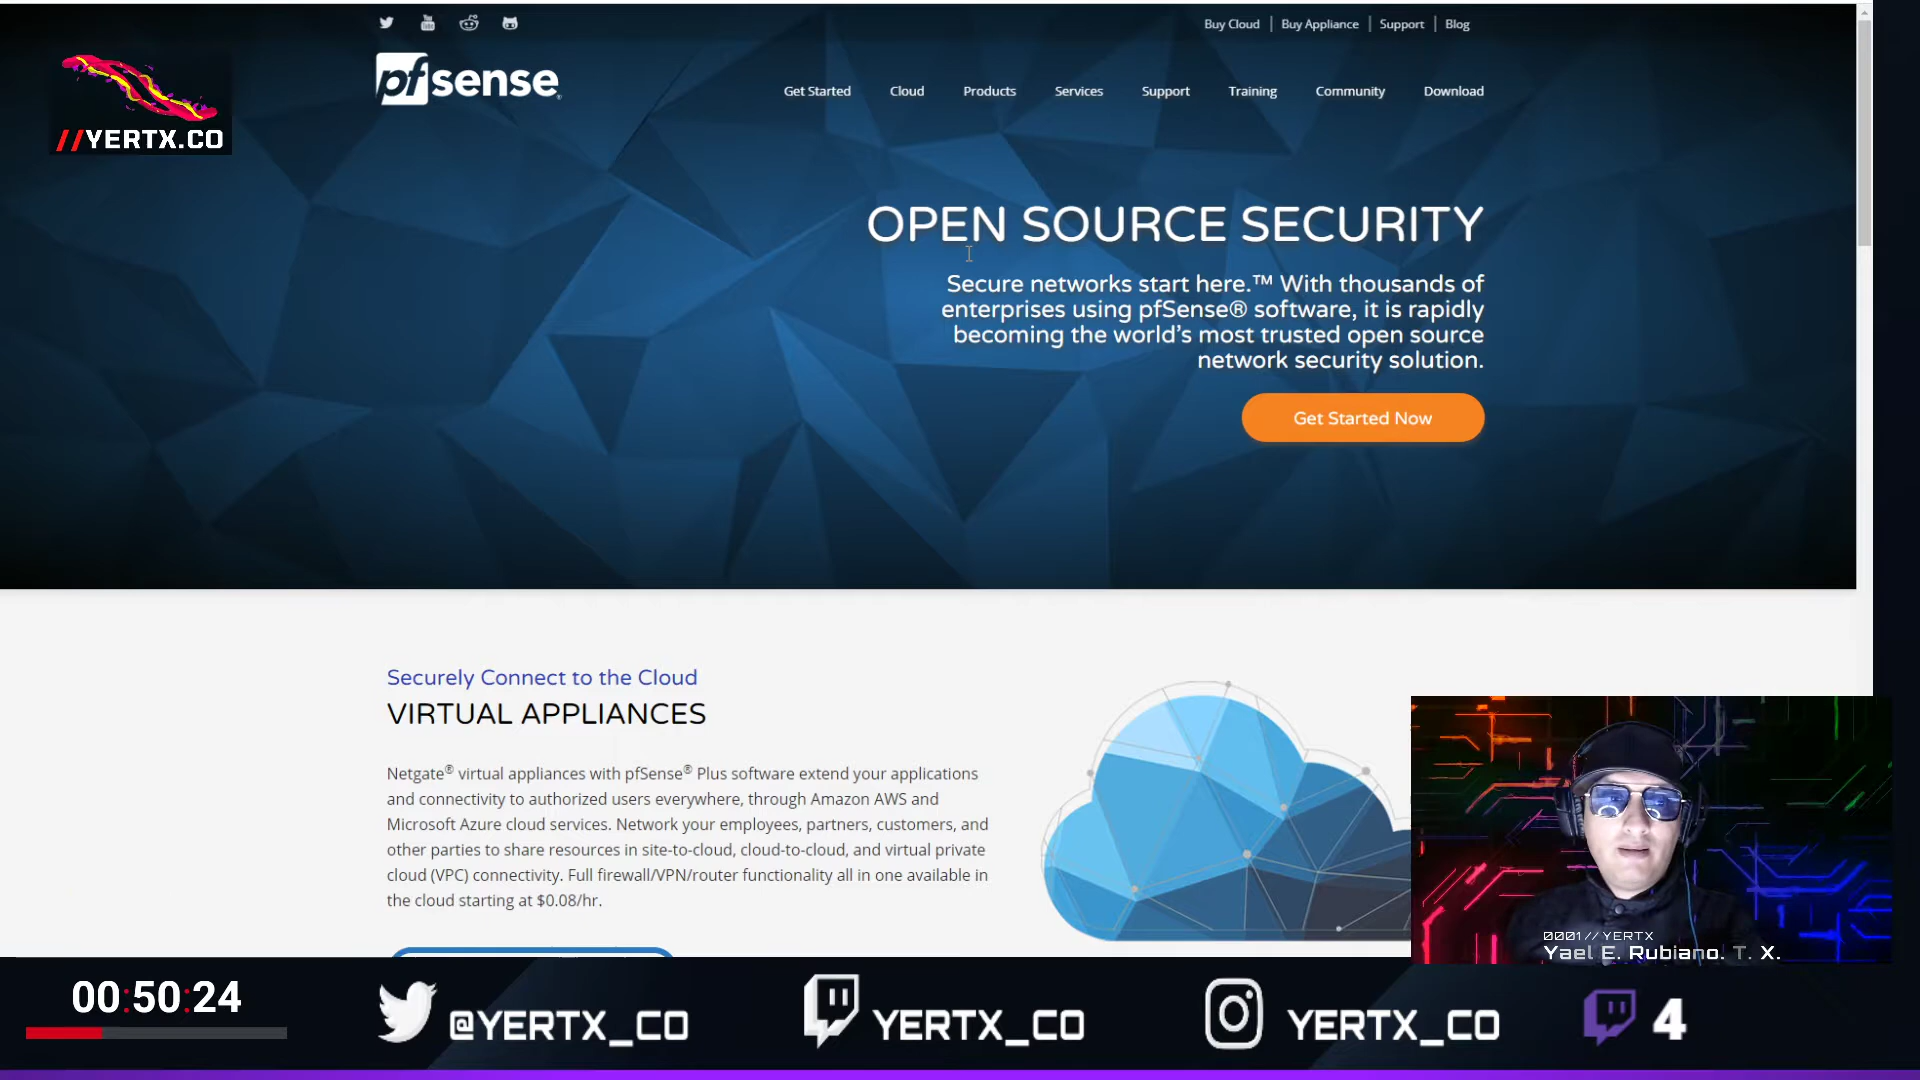 Buy Cloud | Buy Appliance | Support | Blog
//YERTX.CO
pfsense®
Get Started Cloud Products Services Support Training Community Download
OPEN SOURCE SECURITY
Secure networks start here.™ With thousands of
enterprises using pfSense® software, it is rapidly
becoming the world's most trusted open source
network security solution.
Get Started Now
Securely Connect to the Cloud
VIRTUAL APPLIANCES
Netgate® virtual appliances with pfSense® Plus software extend your applications
and connectivity to authorized users everywhere, through Amazon AWS and
Microsoft Azure cloud services. Network your employees, partners, customers, and
other parties to share resources in site-to-cloud, cloud-to-cloud, and virtual private
cloud (VPC) connectivity. Full firewall/VPN/router functionality all in one available in
the cloud starting at $0.08/hr.
0001//YERTX
Yael E. Rubiano. T. X.
00:50:24
@YERTX_CO
YERTX_CO
YERTX_CO
4